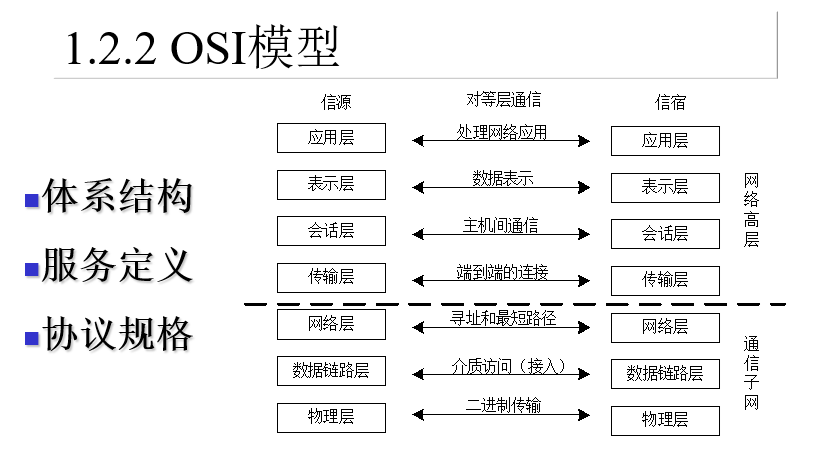 1.2.2 OSI模型
体系结构
服务定义
协议规格
信源 对等层通信 信宿
应用层 处理网络应用 应用层
表示层 数据表示 表示层
会话层 主机间通信 会话层
传输层 端到端的连接 传输层
网络层 寻址和最短路径 网络层
数据链路层 介质访问（接入） 数据链路层
物理层 二进制传输 物理层
网络高层
通信子网